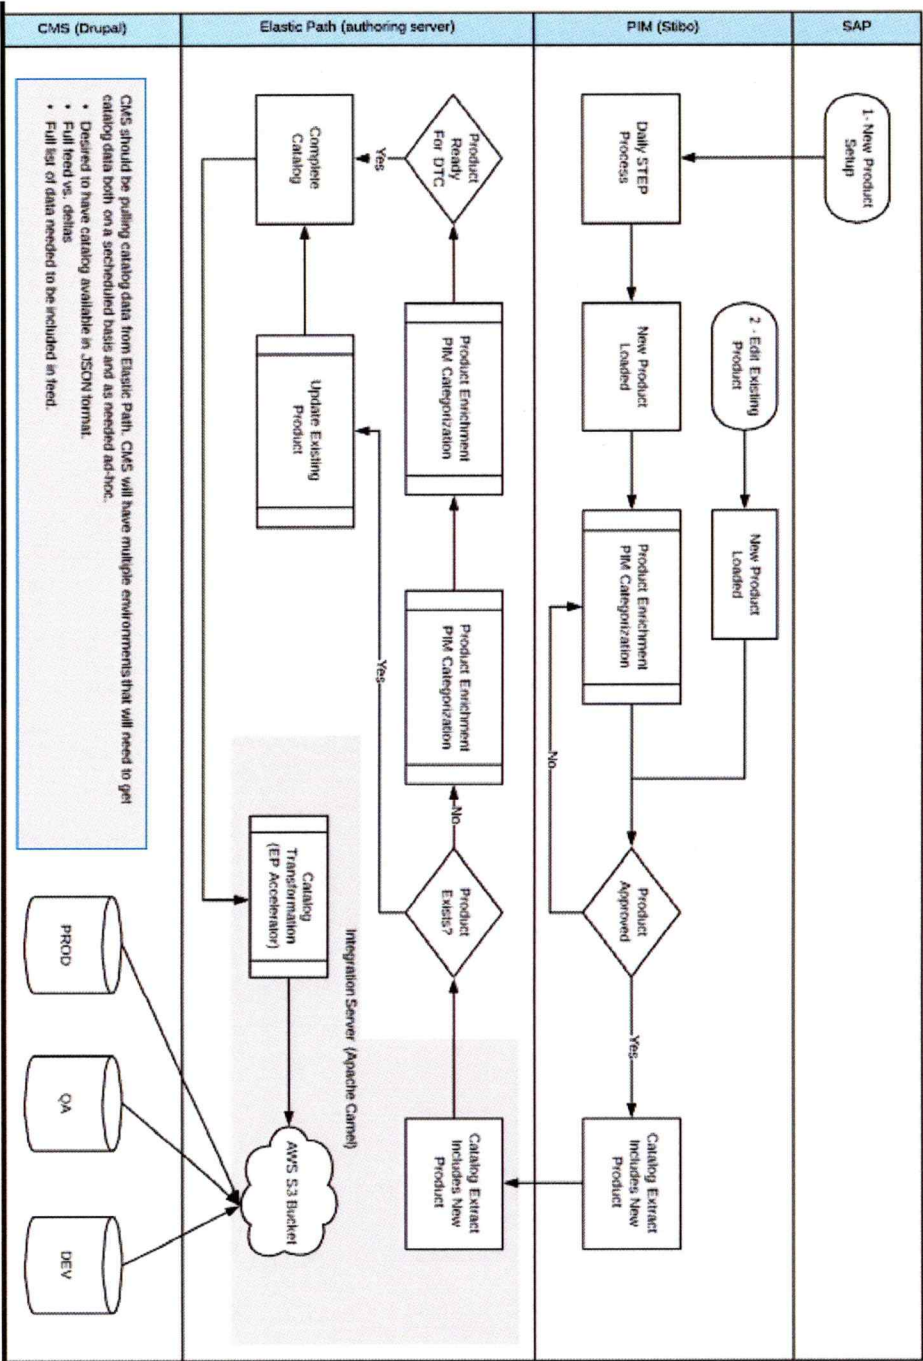 SAP
1- New Product
Setup
PIM (Stibo)
2 - Edit Existing
Product
New Product
Loaded
Daily STEP
Process
New Product
Loaded
Product Enrichment
PIM Categorization
Product
Approved
Yes
No
Catalog Extract
Includes New
Product
Elastic Path (authoring server)
Product
Ready
For DTC
Product Enrichment
PIM Categorization
Product Enrichment
PIM Categorization
No
Product
Exists?
Catalog Extract
Includes New
Product
Yes
Yes
Complete
Catalog
Update Existing
Product
Integration Server (Apache Camel)
Catalog
Transformation
(EP Accelerator)
AWS S3 Bucket
CMS (Drupal)
CMS should be pulling catalog data from Elastic Path. CMS will have multiple environments that will need to get
catalog data both on a secheduled basis and as needed ad-hoc.
• Desired to have catalog available in JSON format.
• Full feed vs. deltas
• Full list of data needed to be included in feed.
PROD
QA
DEV